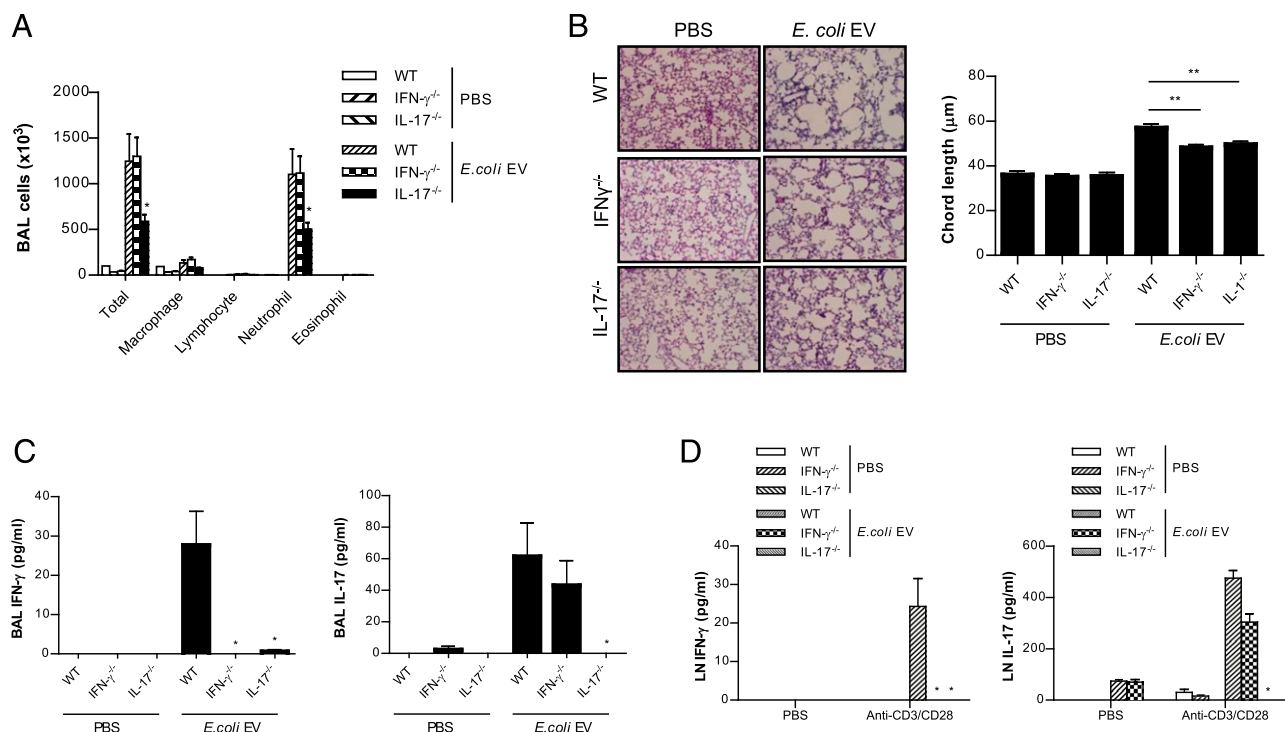 A
WT
IFN-γ-/-
IL-17-/-
PBS
WT
IFN-γ-/-
IL-17-/-
E.coli EV
BAL cells (x10³)
2000
1500
1000
500
0
*
*
Total
Macrophage
Lymphocyte
Neutrophil
Eosinophil
B
PBS
E. coli EV
WT
IFNγ-/-
IL-17-/-
Chord length (μm)
80
60
40
20
0
**
**
WT
IFN-γ-/-
IL-17-/-
WT
IFN-γ-/-
IL-1-/-
PBS
E.coli EV
C
BAL IFN-γ (pg/ml)
40
30
20
10
0
*
*
WT
IFN-γ-/-
IL-17-/-
WT
IFN-γ-/-
IL-17-/-
PBS
E.coli EV
BAL IL-17 (pg/ml)
100
80
60
40
20
0
*
WT
IFN-γ-/-
IL-17-/-
WT
IFN-γ-/-
IL-17-/-
PBS
E.coli EV
D
WT
IFN-γ-/-
IL-17-/-
PBS
WT
IFN-γ-/-
IL-17-/-
E.coli EV
LN IFN-γ (pg/ml)
40
30
20
10
0
* *
PBS
Anti-CD3/CD28
WT
IFN-γ-/-
IL-17-/-
PBS
WT
IFN-γ-/-
IL-17-/-
E.coli EV
LN IL-17 (pg/ml)
600
400
200
0
*
PBS
Anti-CD3/CD28